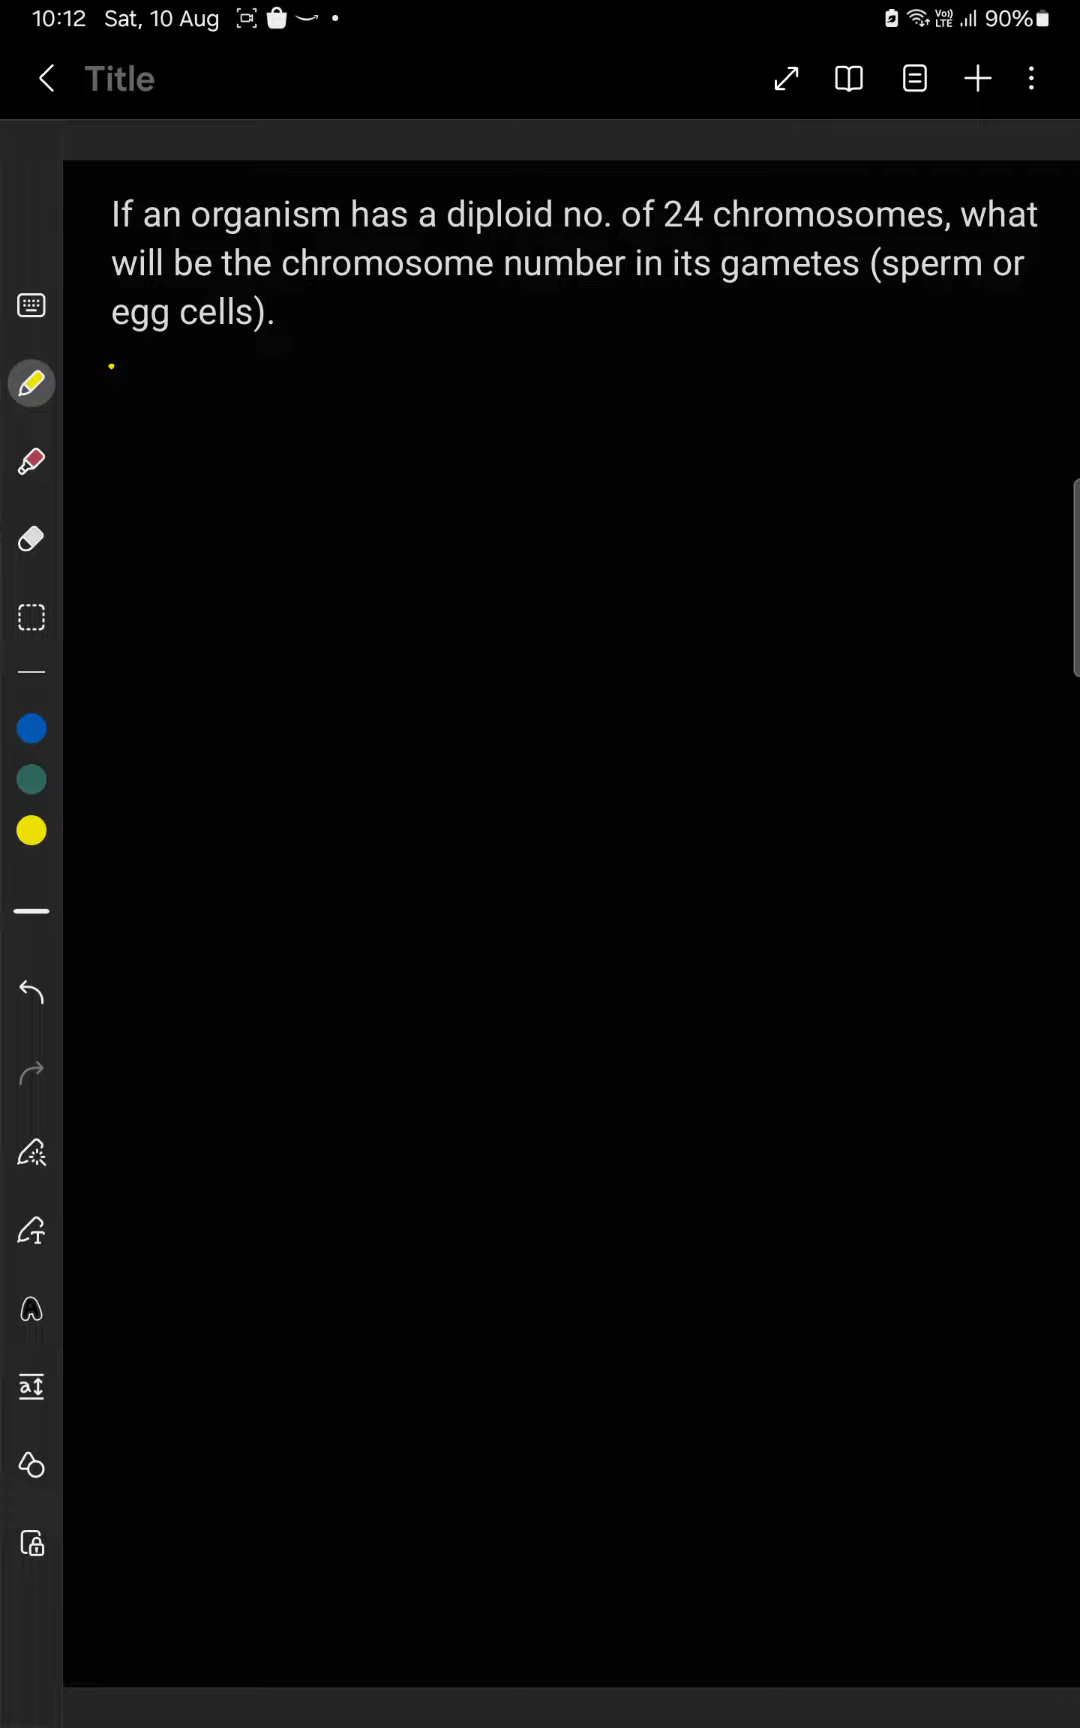 10:12 Sat, 10 Aug 90%
Title
If an organism has a diploid no. of 24 chromosomes, what
will be the chromosome number in its gametes (sperm or
egg cells).